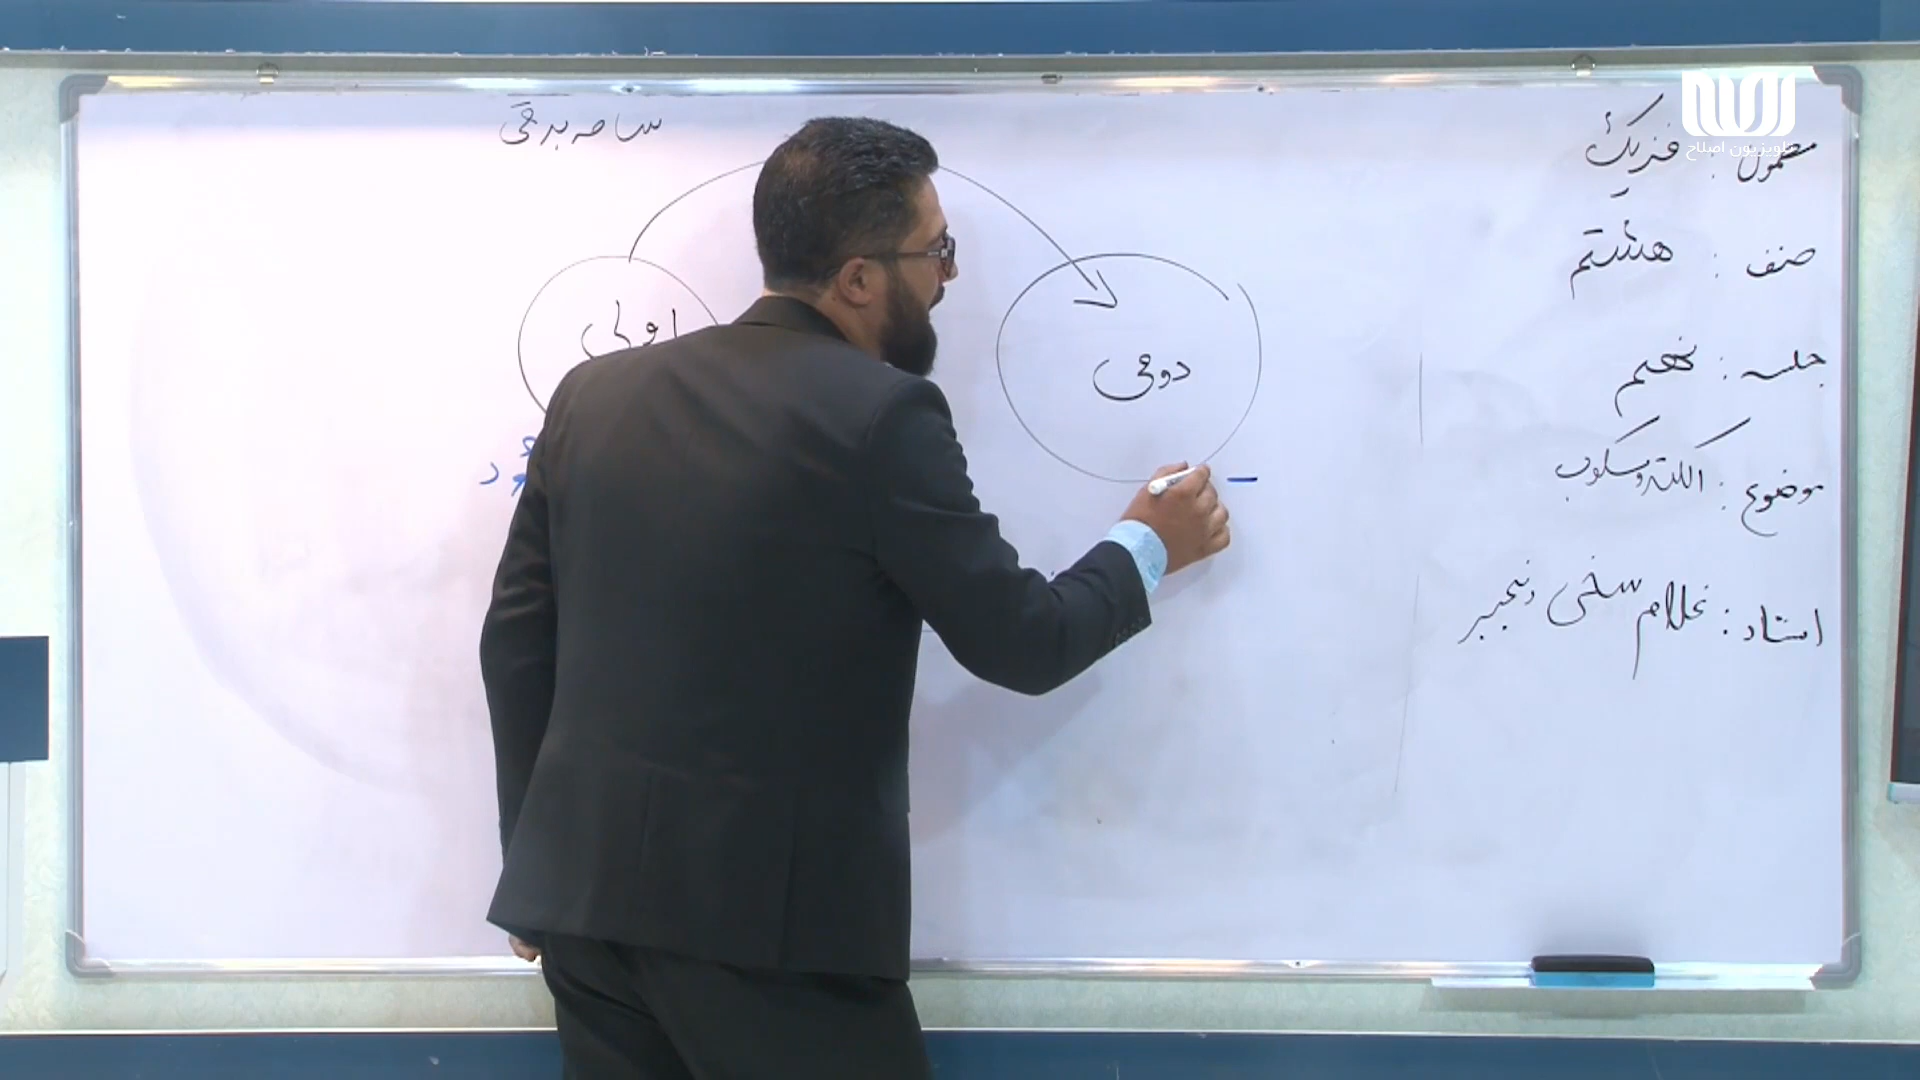 مضمون : فزیک
صنف : هشتم
جلسه : نهم
موضوع : الکتروسکوپ
استاد : غلام سخی رنجبر
ساحه برقی
اولی
دومی
تلویزیون اصلاح